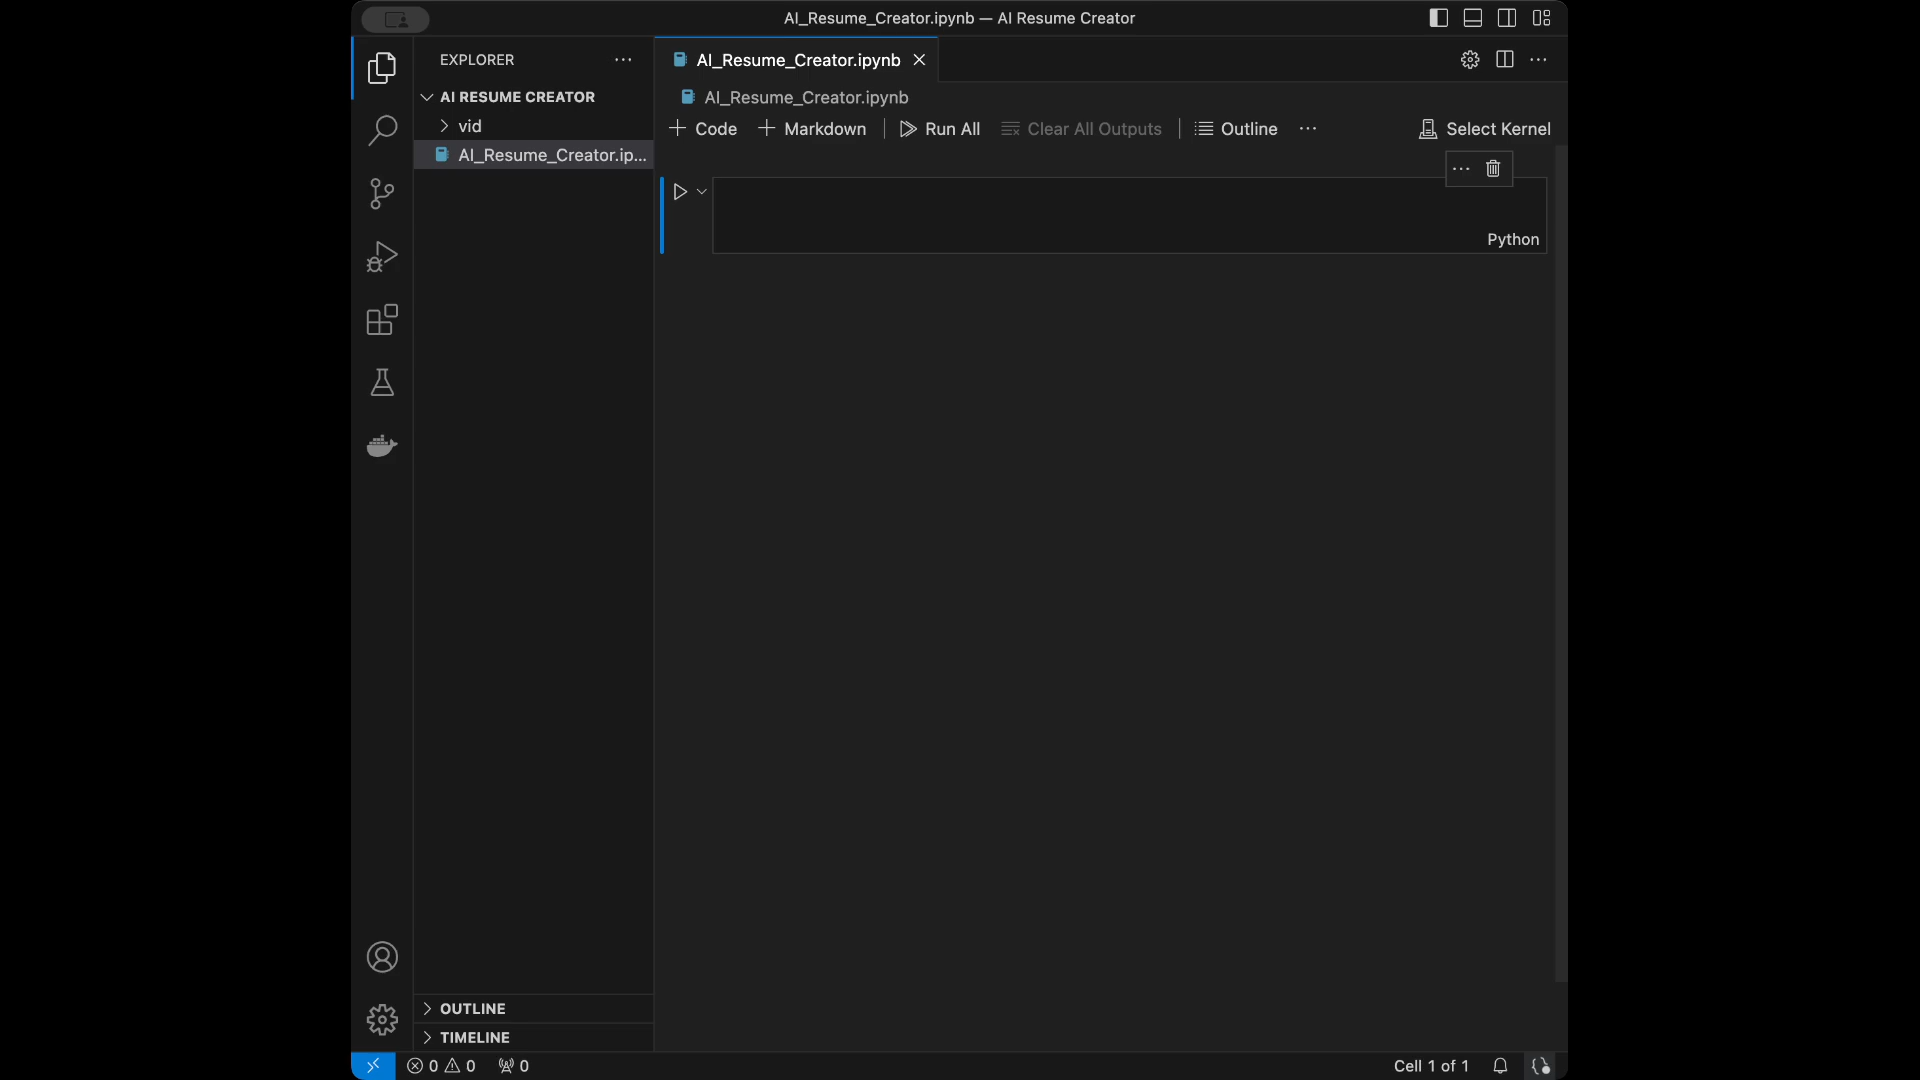 AI_Resume_Creator.ipynb — AI Resume Creator
EXPLORER
AI RESUME CREATOR
vid
AI_Resume_Creator.ip...
AI_Resume_Creator.ipynb
AI_Resume_Creator.ipynb
Code
Markdown
Run All
Clear All Outputs
Outline
Select Kernel
Python
OUTLINE
TIMELINE
0 0 0
Cell 1 of 1